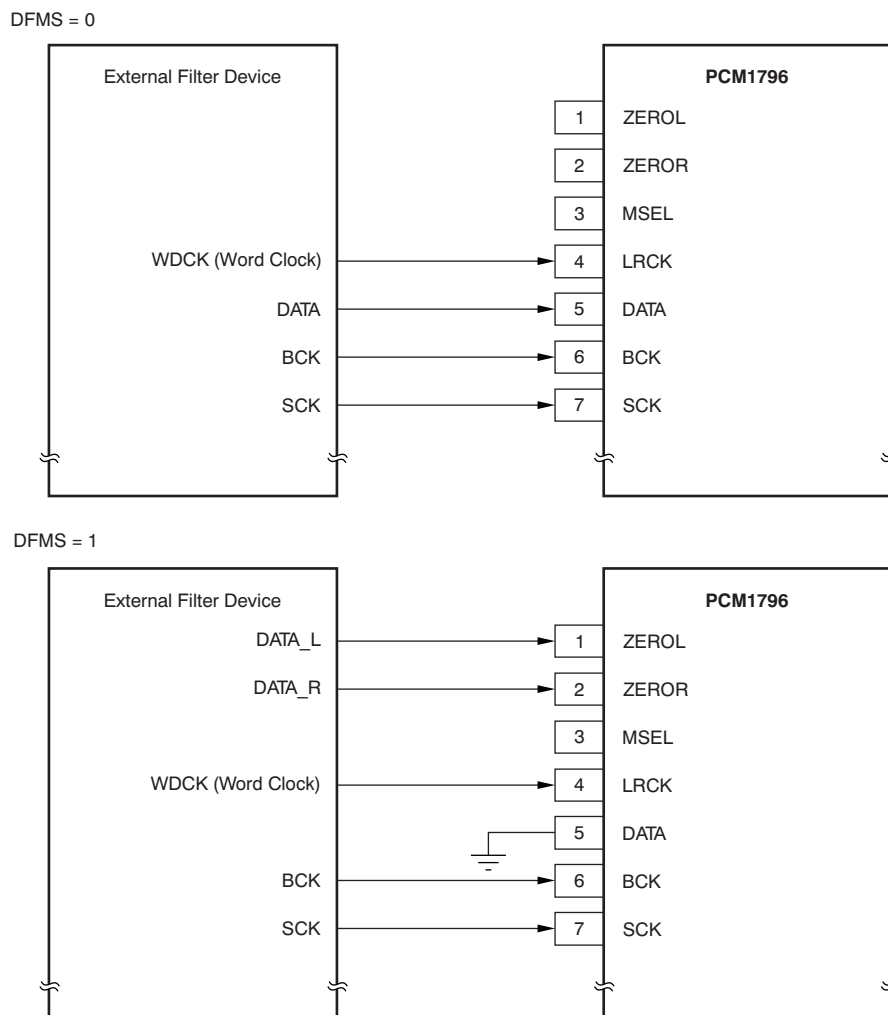 DFMS = 0
External Filter Device
PCM1796
1 ZEROL
2 ZEROR
3 MSEL
WDCK (Word Clock) 4 LRCK
DATA 5 DATA
BCK 6 BCK
SCK 7 SCK
DFMS = 1
External Filter Device
PCM1796
DATA_L 1 ZEROL
DATA_R 2 ZEROR
3 MSEL
WDCK (Word Clock) 4 LRCK
5 DATA
BCK 6 BCK
SCK 7 SCK